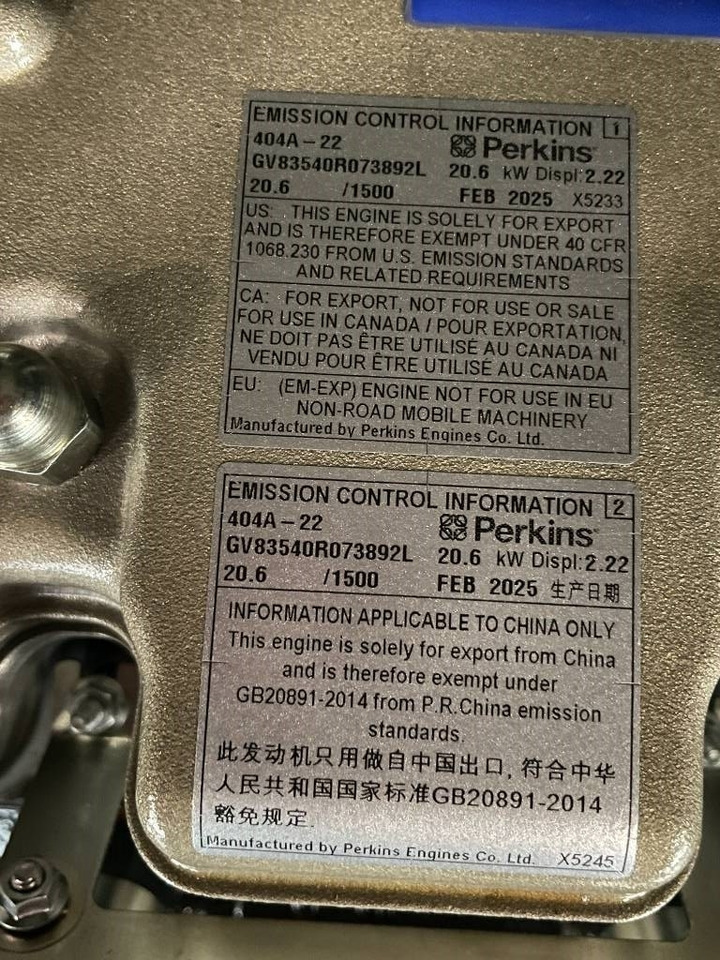 EMISSION CONTROL INFORMATION 1
404A-22 Perkins
GV83540R073892L 20.6 kW Displ:2.22
20.6 /1500 FEB 2025 X5233
US: THIS ENGINE IS SOLELY FOR EXPORT
AND IS THEREFORE EXEMPT UNDER 40 CFR
1068.230 FROM U.S. EMISSION STANDARDS
AND RELATED REQUIREMENTS
CA: FOR EXPORT, NOT FOR USE OR SALE
FOR USE IN CANADA / POUR EXPORTATION,
NE DOIT PAS ÊTRE UTILISÉ AU CANADA NI
VENDU POUR ÊTRE UTILISÉ AU CANADA
EU: (EM-EXP) ENGINE NOT FOR USE IN EU
NON-ROAD MOBILE MACHINERY
Manufactured by Perkins Engines Co. Ltd.
EMISSION CONTROL INFORMATION 2
404A-22 Perkins
GV83540R073892L 20.6 kW Displ:2.22
20.6 /1500 FEB 2025 生产日期
INFORMATION APPLICABLE TO CHINA ONLY
This engine is solely for export from China
and is therefore exempt under
GB20891-2014 from P.R.China emission
standards.
此发动机只用做自中国出口, 符合中华
人民共和国国家标准GB20891-2014
豁免规定.
Manufactured by Perkins Engines Co. Ltd. X5245